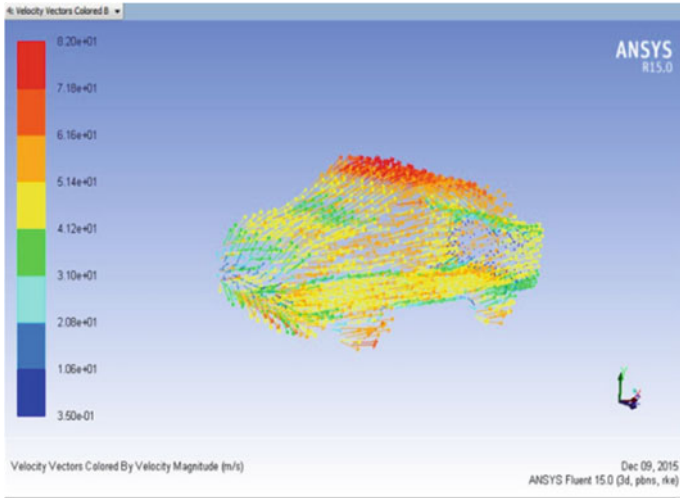 4: Velocity Vectors Colored B
8.20e+01
7.18e+01
6.16e+01
5.14e+01
4.12e+01
3.10e+01
2.08e+01
1.06e+01
3.50e-01
ANSYS
R15.0
Velocity Vectors Colored By Velocity Magnitude (m/s)
Dec 09, 2015
ANSYS Fluent 15.0 (3d, pbns, rke)